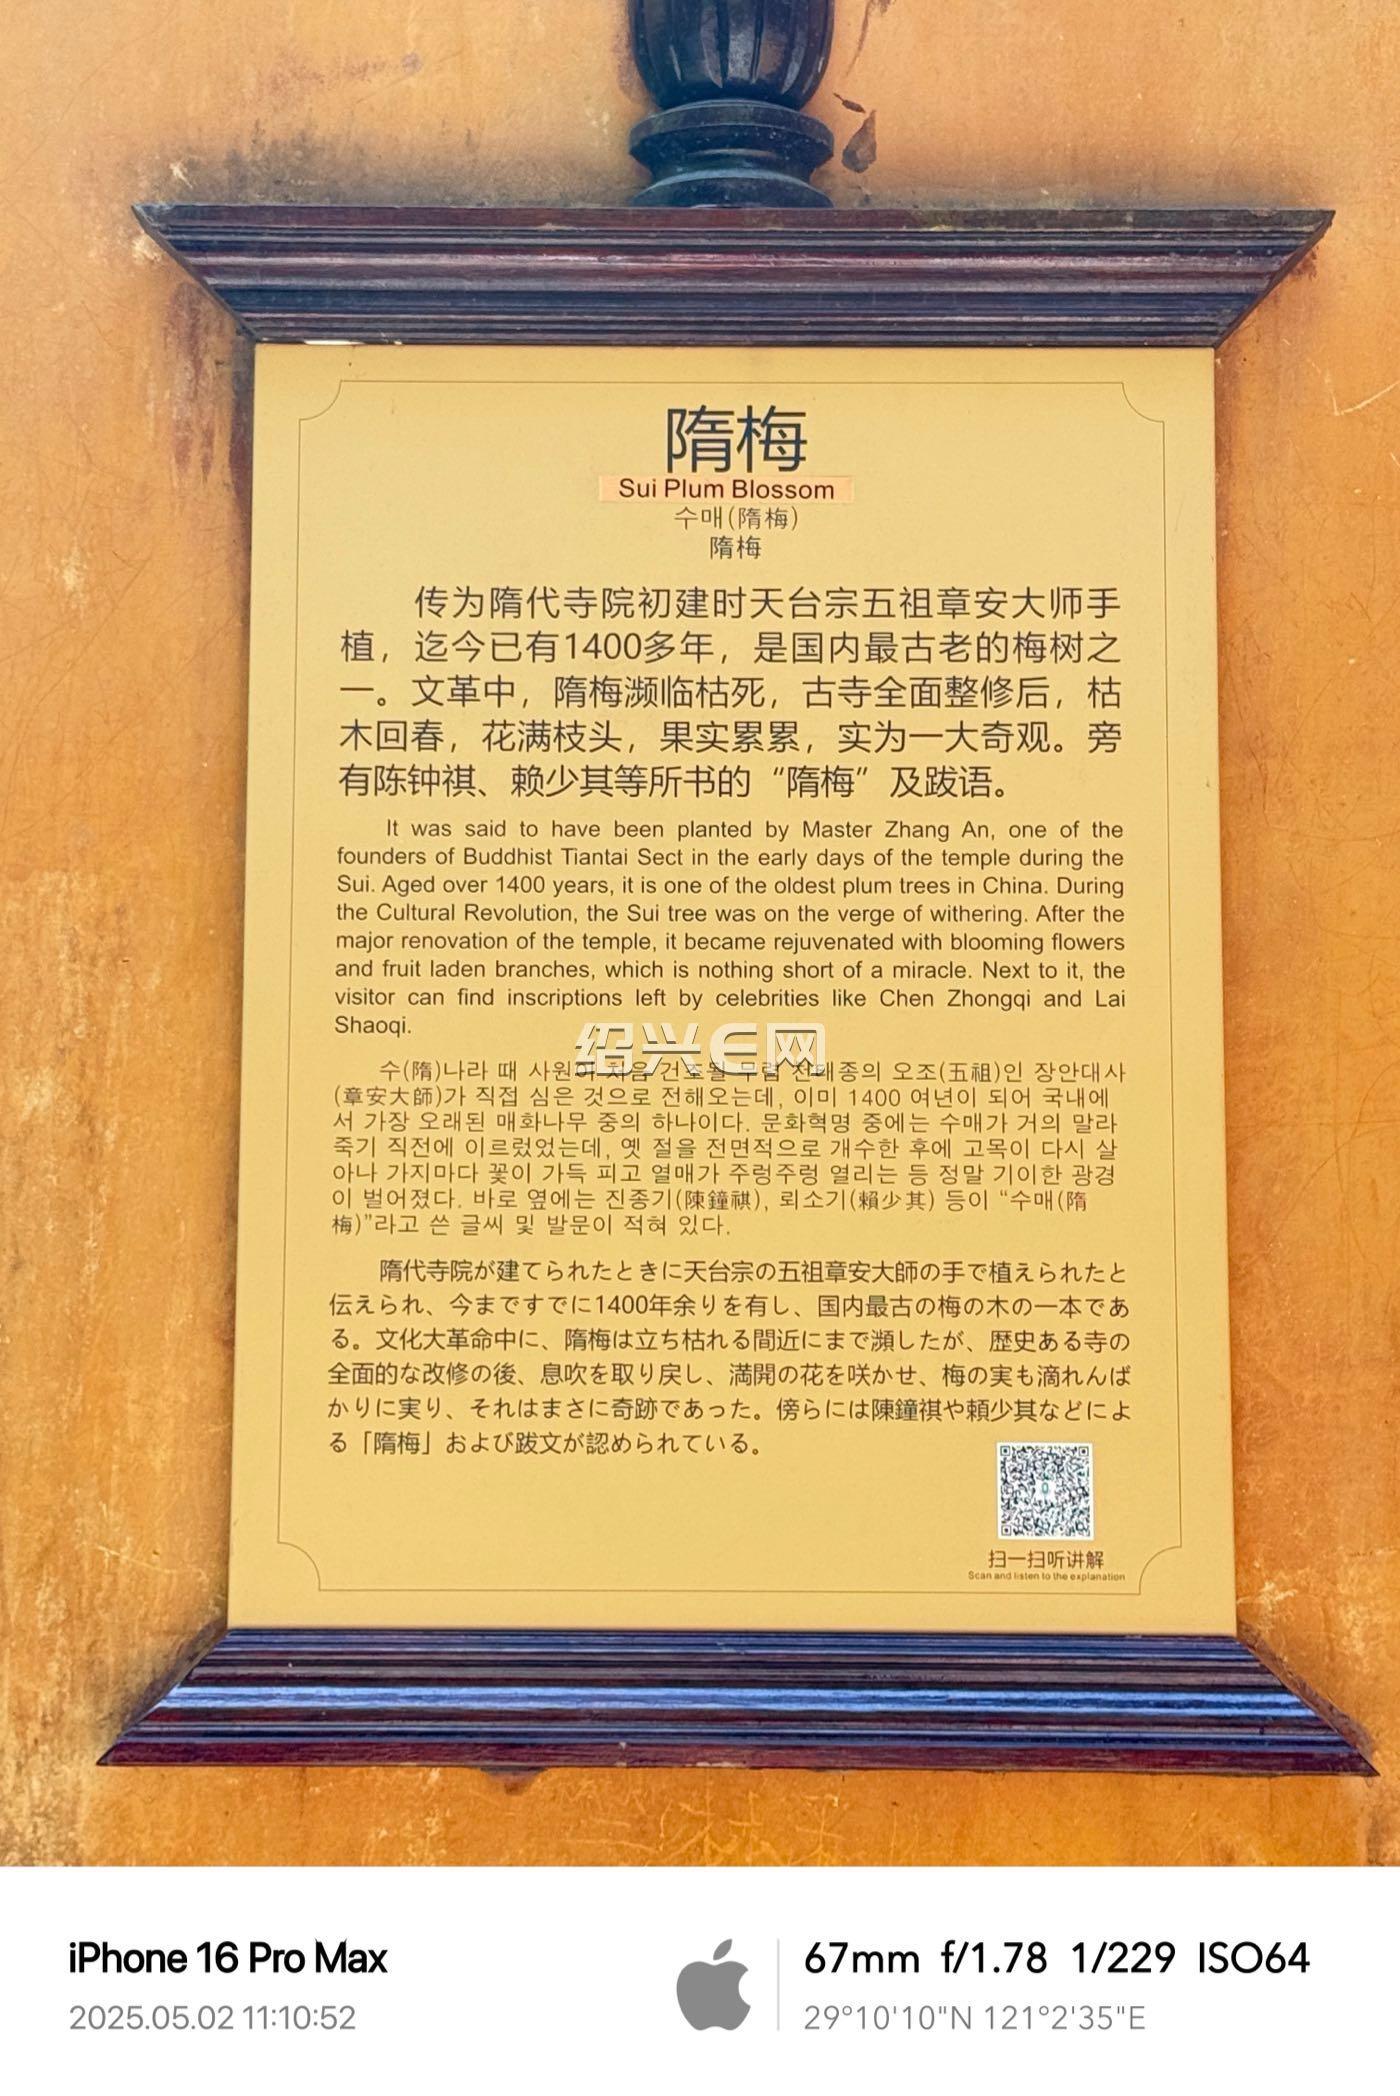 隋梅
Sui Plum Blossom
수매(隋梅)
隋梅
传为隋代寺院初建时天台宗五祖章安大师手
植，迄今已有1400多年，是国内最古老的梅树之
一。文革中，隋梅濒临枯死，古寺全面整修后，枯
木回春，花满枝头，果实累累，实为一大奇观。旁
有陈钟祺、赖少其等所书的“隋梅”及跋语。
It was said to have been planted by Master Zhang An, one of the
founders of Buddhist Tiantai Sect in the early days of the temple during the
Sui. Aged over 1400 years, it is one of the oldest plum trees in China. During
the Cultural Revolution, the Sui tree was on the verge of withering. After the
major renovation of the temple, it became rejuvenated with blooming flowers
and fruit laden branches, which is nothing short of a miracle. Next to it, the
visitor can find inscriptions left by celebrities like Chen Zhongqi and Lai
Shaoqi.
绍兴E网
수(隋)나라 때 사원이 처음 건조될 무렵 천태종의 오조(五祖)인 장안대사
(章安大師)가 직접 심은 것으로 전해오는데, 이미 1400 여년이 되어 국내에
서 가장 오래된 매화나무 중의 하나이다. 문화혁명 중에는 수매가 거의 말라
죽기 직전에 이르렀었는데, 옛 절을 전면적으로 개수한 후에 고목이 다시 살
아나 가지마다 꽃이 가득 피고 열매가 주렁주렁 열리는 등 정말 기이한 광경
이 벌어졌다. 바로 옆에는 진종기(陳鐘祺), 뢰소기(賴少其) 등이 “수매(隋
梅)”라고 쓴 글씨 및 발문이 적혀 있다.
隋代寺院が建てられたときに天台宗の五祖章安大師の手で植えられたと
伝えられ、今まですでに1400年余りを有し、国内最古の梅の木の一本であ
る。文化大革命中に、隋梅は立ち枯れる間近にまで瀕したが、歴史ある寺の
全面的な改修の後、息吹を取り戻し、満開の花を咲かせ、梅の実も滴れんば
かりに実り、それはまさに奇跡であった。傍らには陳鐘祺や頼少其などによ
る「隋梅」および跋文が認められている。
扫一扫听讲解
Scan and listen to the explanation
iPhone 16 Pro Max
2025.05.02 11:10:52
67mm f/1.78 1/229 ISO64
29°10'10"N 121°2'35"E